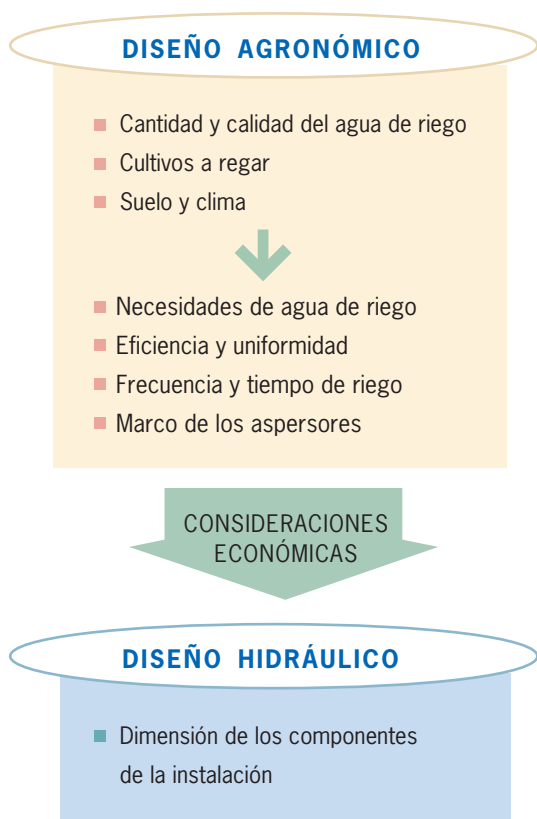 DISEÑO AGRONÓMICO
Cantidad y calidad del agua de riego
Cultivos a regar
Suelo y clima
Necesidades de agua de riego
Eficiencia y uniformidad
Frecuencia y tiempo de riego
Marco de los aspersores
CONSIDERACIONES
ECONÓMICAS
DISEÑO HIDRÁULICO
Dimensión de los componentes
de la instalación